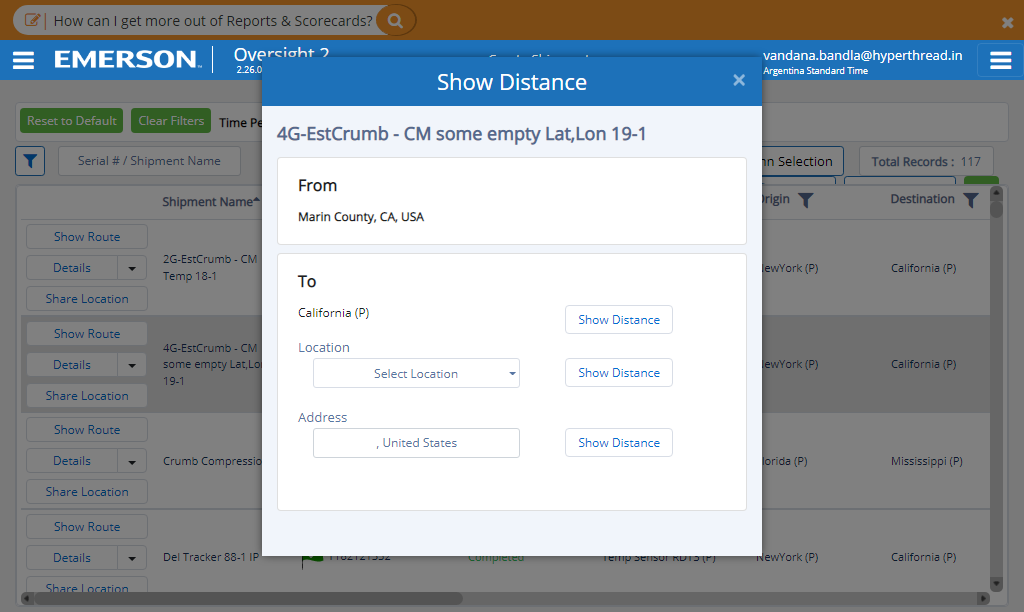 How can I get more out of Reports & Scorecards?
EMERSON
Oversight 2
2.26.0
vandana.bandla@hyperthread.in
Argentina Standard Time
Show Distance
×
Reset to Default
Clear Filters
Time Pe
4G-EstCrumb - CM some empty Lat,Lon 19-1
Serial # / Shipment Name
n Selection
Total Records : 117
From
Marin County, CA, USA
Shipment Name
Origin
Destination
Show Route
Details
Share Location
2G-EstCrumb - CM
Temp 18-1
ewYork (P)
California (P)
To
California (P)
Show Distance
Location
Select Location
Show Distance
Address
, United States
Show Distance
Show Route
Details
Share Location
4G-EstCrumb - CM
some empty Lat,Lo
19-1
ewYork (P)
California (P)
Show Route
Details
Share Location
Crumb Compressio
lorida (P)
Mississippi (P)
Show Route
Details
Share Location
Del Tracker 88-1 IP
Completed
Temp Sensor RD13 (P)
ewYork (P)
California (P)